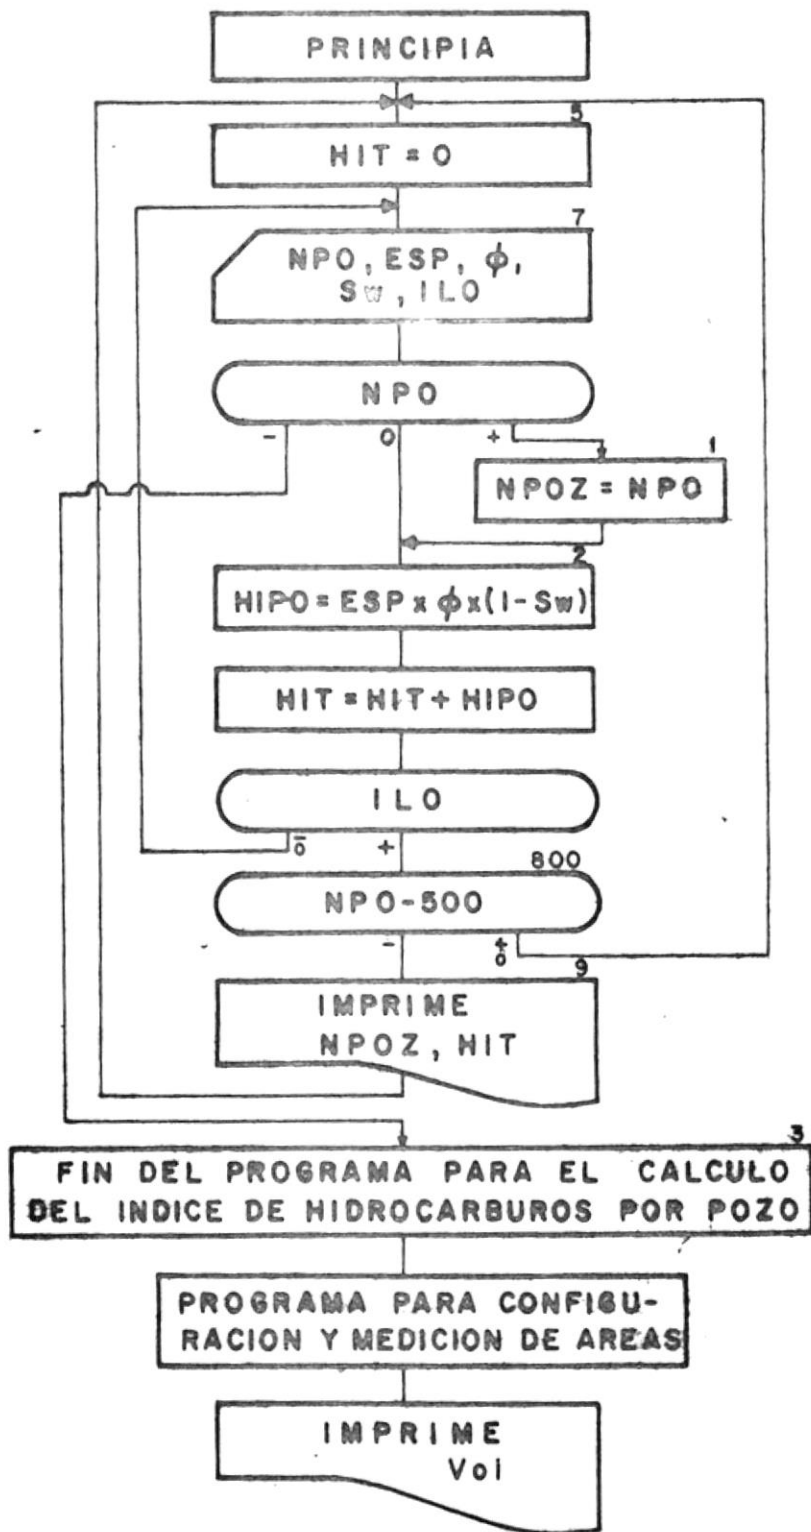 PRINCIPIA
5
HIT = 0
7
NPO, ESP, ϕ,
Sw, ILO
NPO
- 0 +
1
NPOZ = NPO
2
HIPO = ESP x ϕ x (1 - Sw)
HIT = HIT + HIPO
ILO
-
0 +
800
NPO-500
- +
0
9
IMPRIME
NPOZ, HIT
3
FIN DEL PROGRAMA PARA EL CALCULO
DEL INDICE DE HIDROCARBUROS POR POZO
PROGRAMA PARA CONFIGU-
RACION Y MEDICION DE AREAS
IMPRIME
Voi